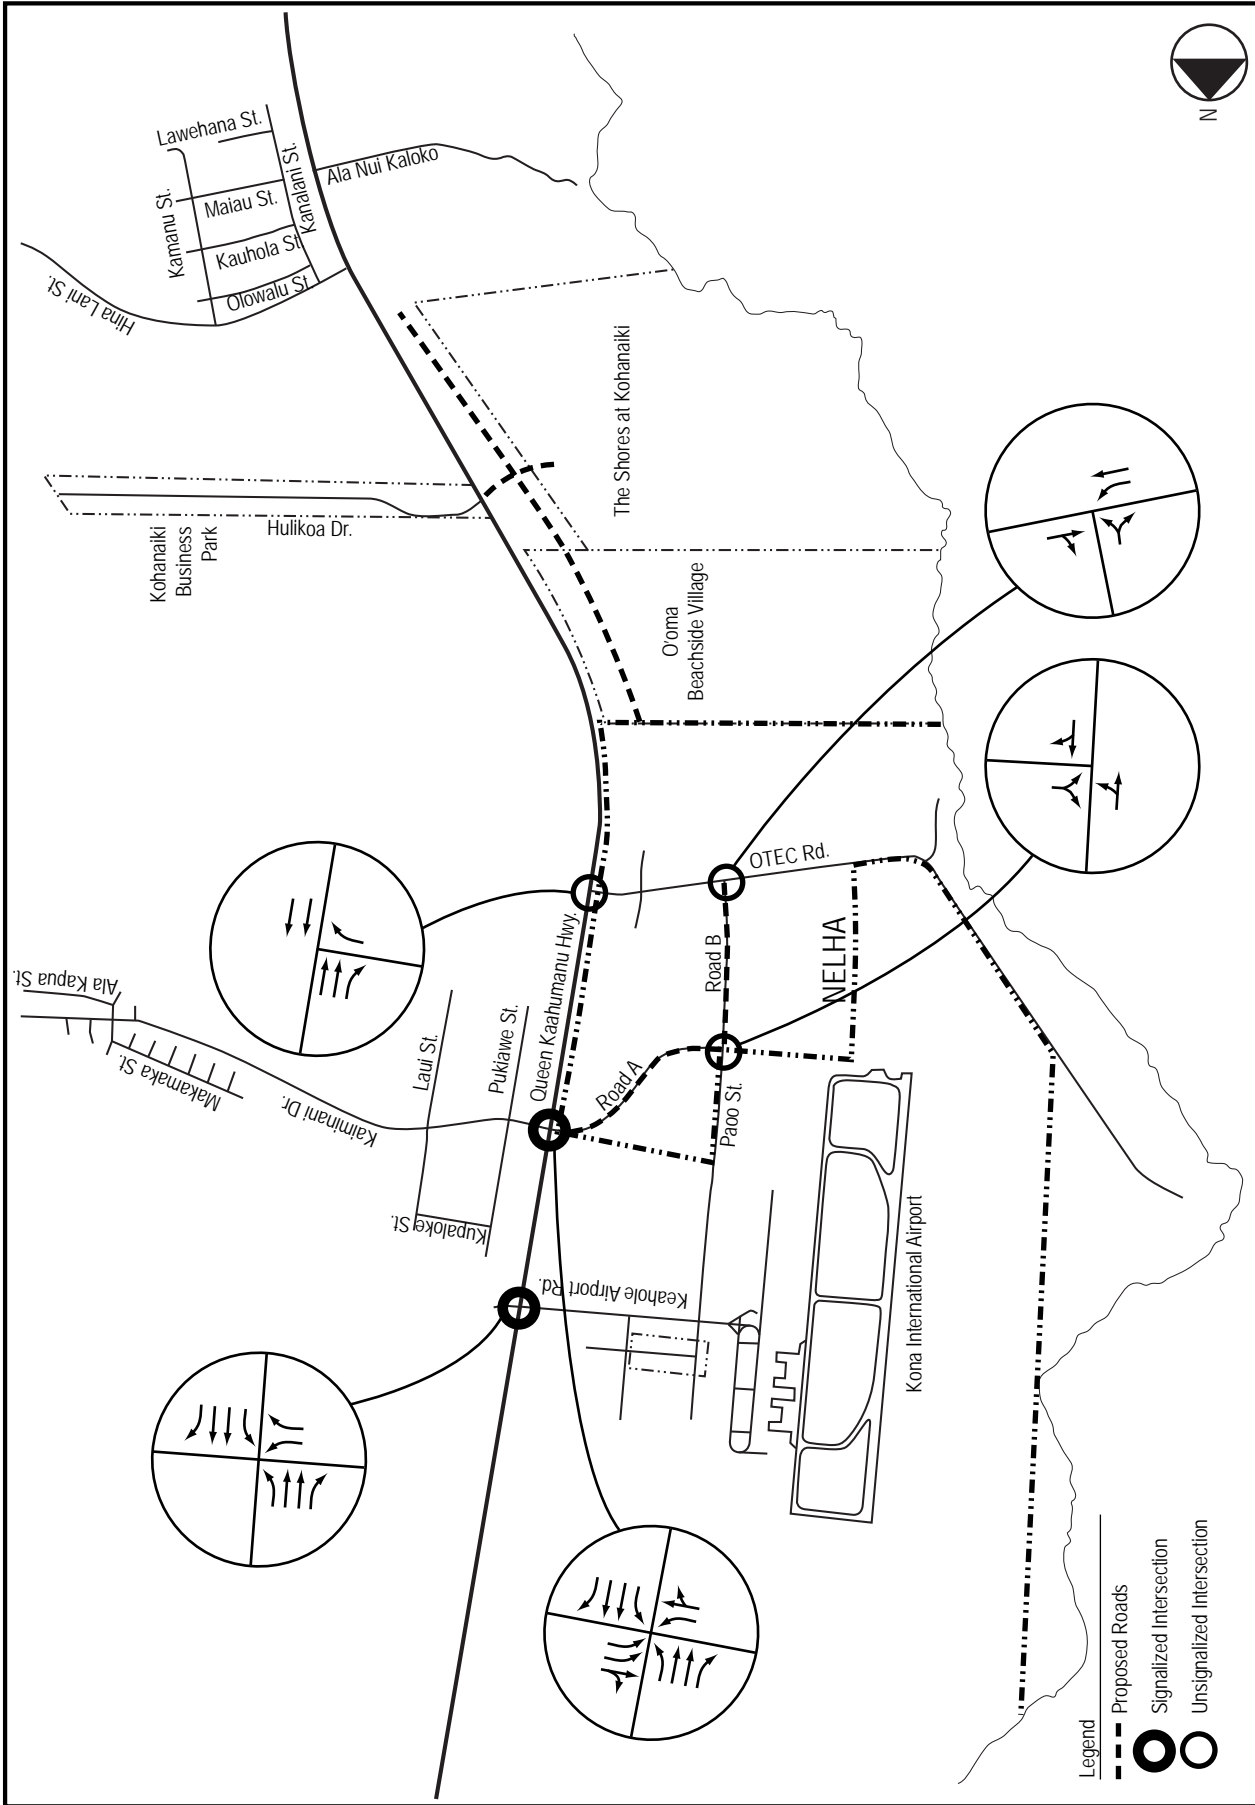 N
Lawehana St.
Kamanu St.
Maiau St.
Kanalani St.
Kauhola St
Olowalu St.
Hina Lani St.
Ala Nui Kaloko
Kohanaiki
Business
Park
Hulikoa Dr.
The Shores at Kohanaiki
O'oma
Beachside Village
OTEC Rd.
Road B
NELHA
Queen Kaahumanu Hwy.
Road A
Paoo St.
Ala Kapua St
Makamaka St.
Kaiminani Dr.
Laui St.
Pukiawe St.
Kupaloke St.
Keahole Airport Rd.
Kona International Airport
Legend
Proposed Roads
Signalized Intersection
Unsignalized Intersection